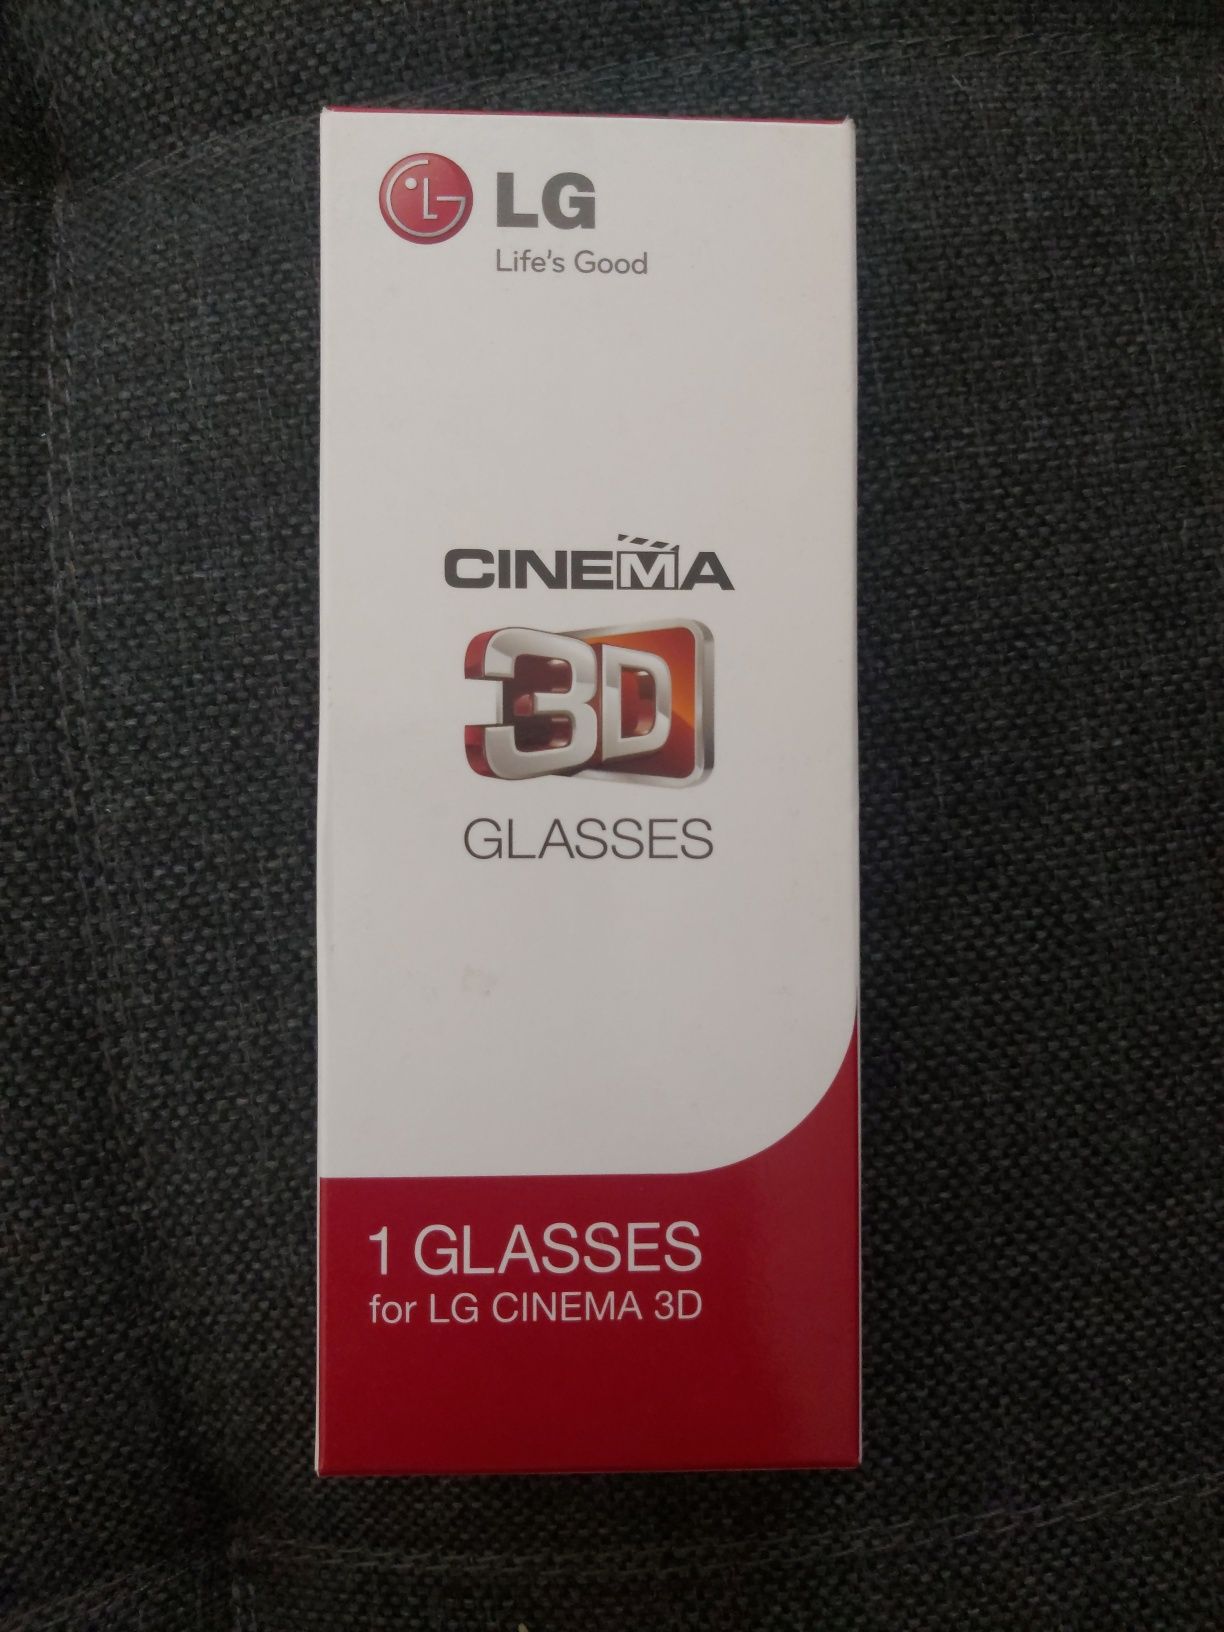 LG
Life's Good
CINEMA
3D
GLASSES
1 GLASSES
for LG CINEMA 3D